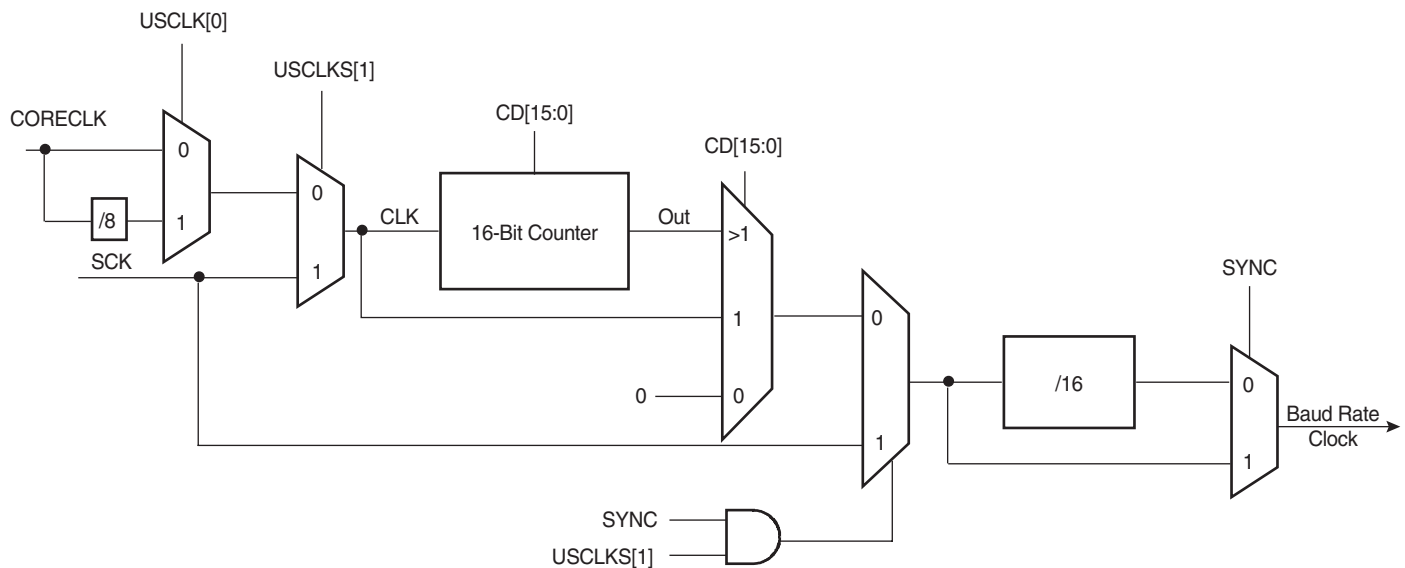 USCLK[0]
USCLKS[1]
CORECLK
CD[15:0]
CD[15:0]
0
0
/8
1
CLK
16-Bit Counter
Out
>1
SCK
1
SYNC
1
0
/16
0
0
0
Baud Rate
Clock
1
1
SYNC
USCLKS[1]